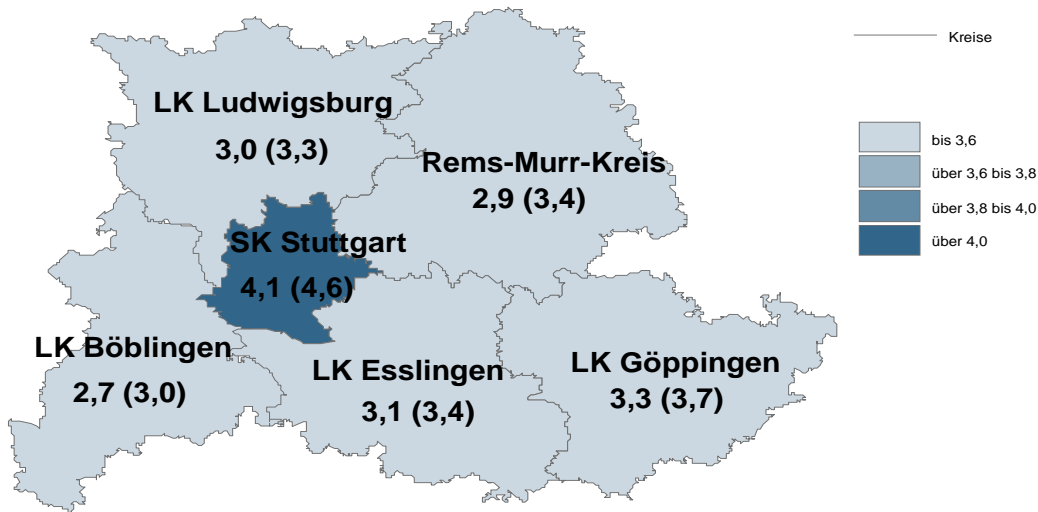 Kreise
LK Ludwigsburg
3,0 (3,3)
Rems-Murr-Kreis
2,9 (3,4)
SK Stuttgart
4,1 (4,6)
LK Böblingen
2,7 (3,0)
LK Esslingen
3,1 (3,4)
LK Göppingen
3,3 (3,7)
bis 3,6
über 3,6 bis 3,8
über 3,8 bis 4,0
über 4,0